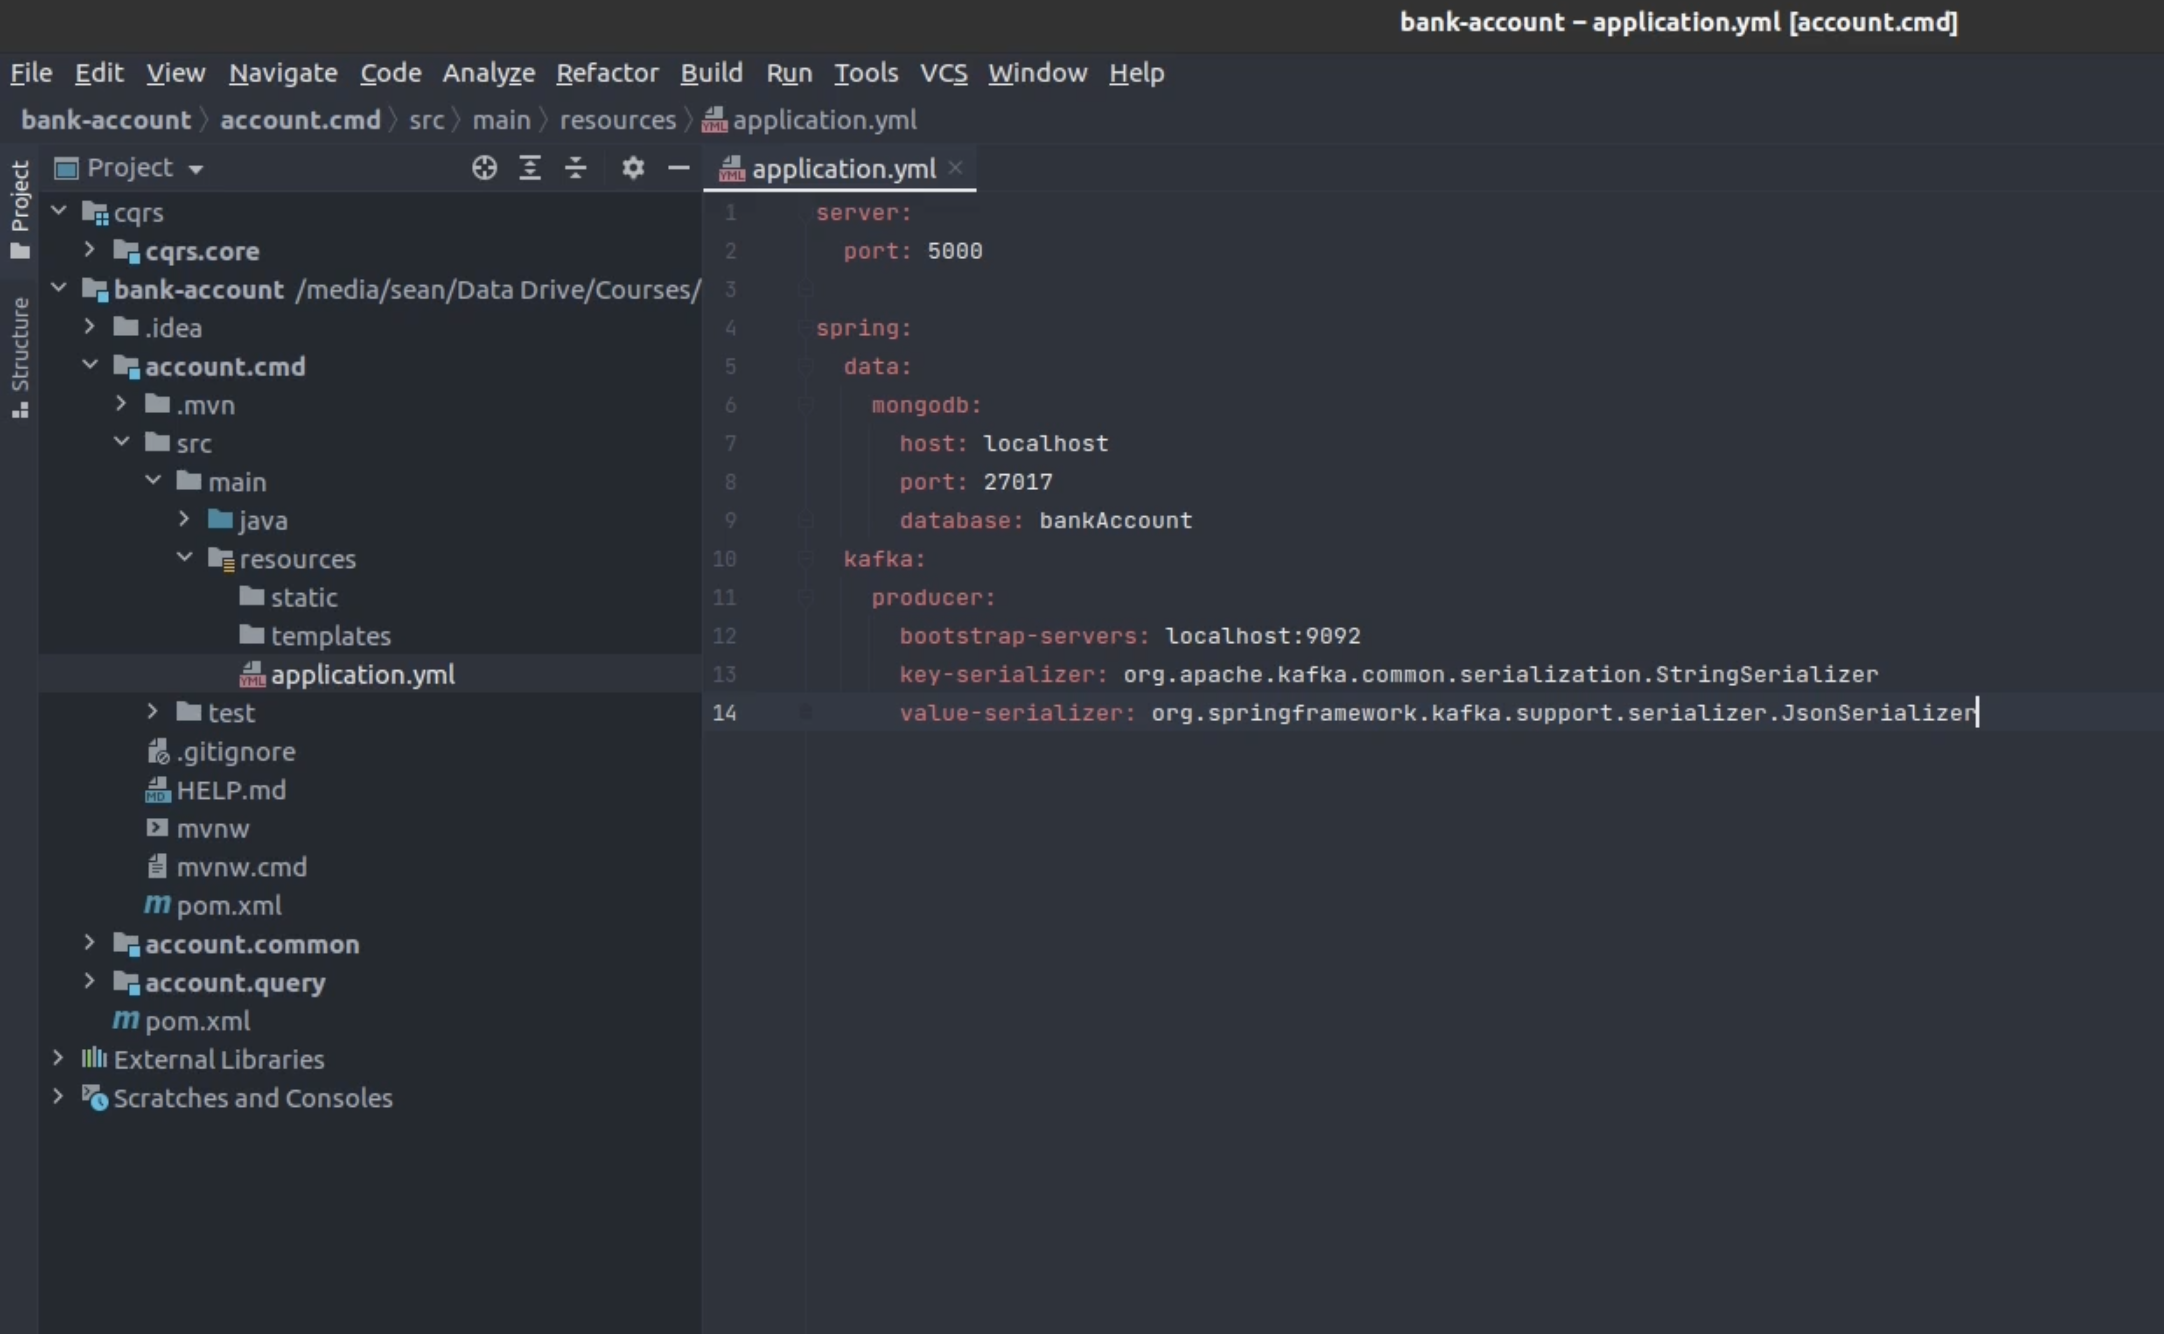 bank-account – application.yml [account.cmd]
File Edit View Navigate Code Analyze Refactor Build Run Tools VCS Window Help
bank-account account.cmd src main resources application.yml
Project
Structure
Project
cqrs
cqrs.core
bank-account /media/sean/Data Drive/Courses/
.idea
account.cmd
.mvn
src
main
java
resources
static
templates
application.yml
test
.gitignore
HELP.md
mvnw
mvnw.cmd
pom.xml
account.common
account.query
pom.xml
External Libraries
Scratches and Consoles
application.yml
1 server:
2   port: 5000
3
4 spring:
5   data:
6     mongodb:
7       host: localhost
8       port: 27017
9       database: bankAccount
10   kafka:
11     producer:
12       bootstrap-servers: localhost:9092
13       key-serializer: org.apache.kafka.common.serialization.StringSerializer
14       value-serializer: org.springframework.kafka.support.serializer.JsonSerializer